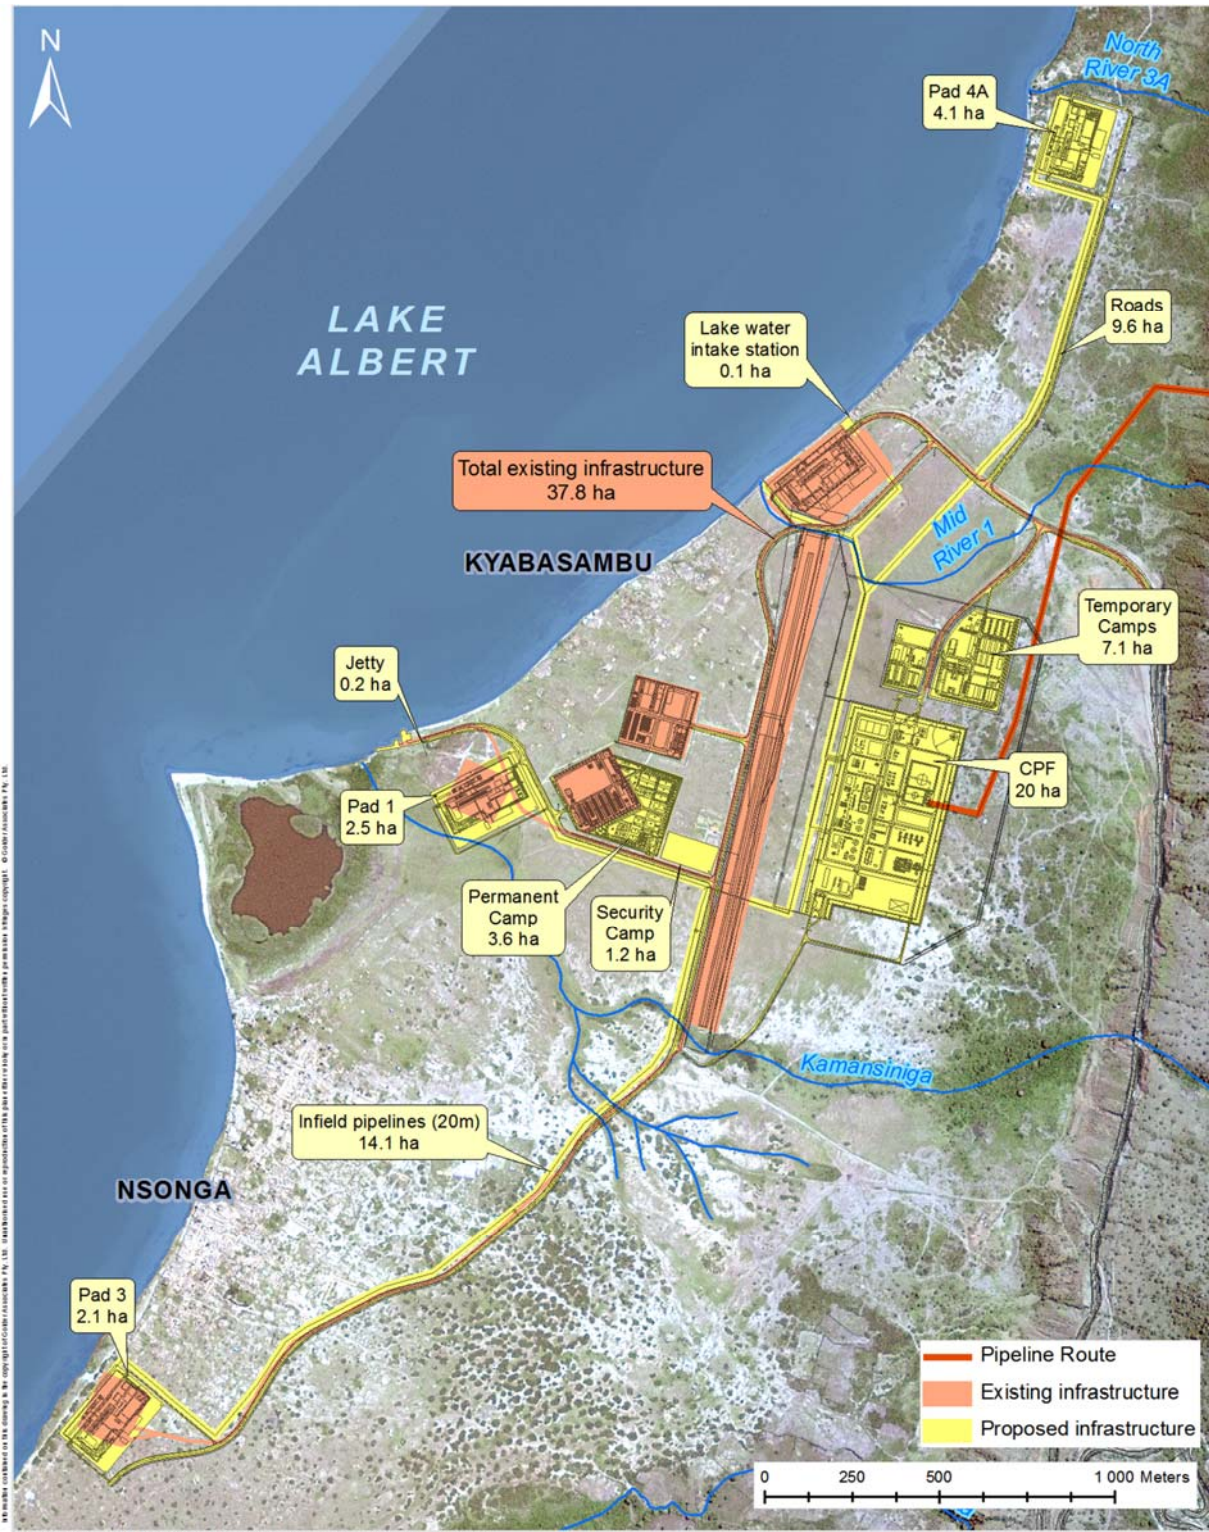 N
North
River 3A
Pad 4A
4.1 ha
LAKE
ALBERT
Roads
9.6 ha
Lake water
intake station
0.1 ha
Total existing infrastructure
37.8 ha
Mid
River 1
KYABASAMBU
Temporary
Camps
7.1 ha
Jetty
0.2 ha
CPF
20 ha
Pad 1
2.5 ha
Permanent
Camp
3.6 ha
Security
Camp
1.2 ha
Kamansiniga
Infield pipelines (20m)
14.1 ha
NSONGA
Pad 3
2.1 ha
Pipeline Route
Existing infrastructure
Proposed infrastructure
0 250 500 1 000 Meters